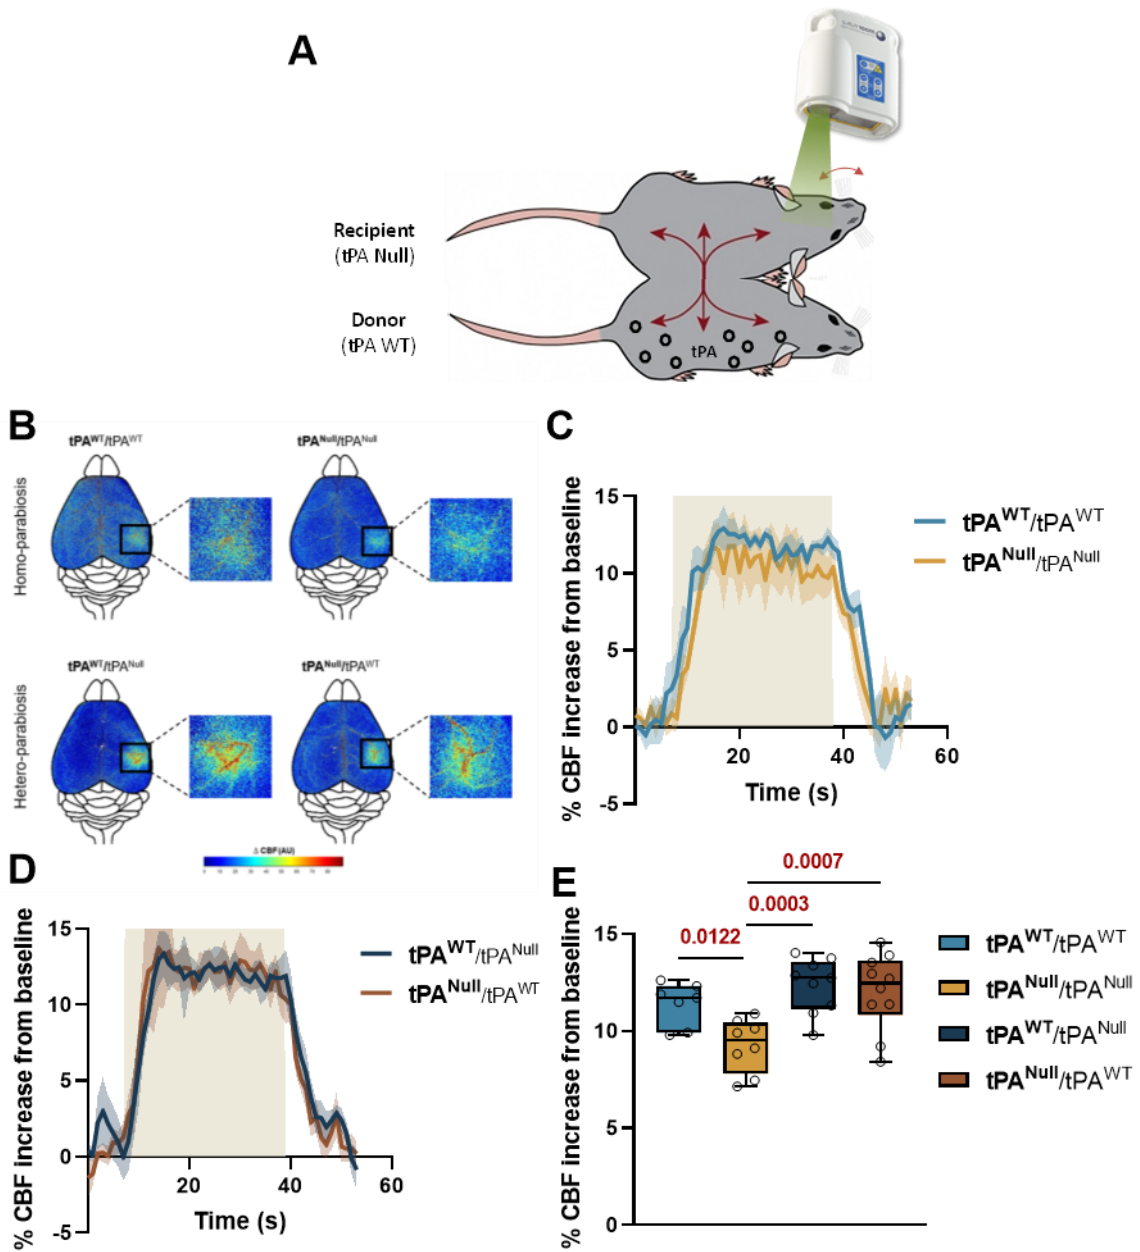 A
Recipient
(tPA Null)
Donor
(tPA WT)
tPA
B
tPAWT/tPAWT
tPANull/tPANull
Homo-parabiosis
tPAWT/tPANull
tPANull/tPAWT
Hetero-parabiosis
Δ CBF (AU)
C
% CBF increase from baseline
15
10
5
0
-5
20
40
60
Time (s)
tPAWT/tPAWT
tPANull/tPANull
D
% CBF increase from baseline
15
10
5
0
-5
20
40
60
Time (s)
tPAWT/tPANull
tPANull/tPAWT
E
% CBF increase from baseline
15
10
5
0
0.0007
0.0003
0.0122
tPAWT/tPAWT
tPANull/tPANull
tPAWT/tPANull
tPANull/tPAWT